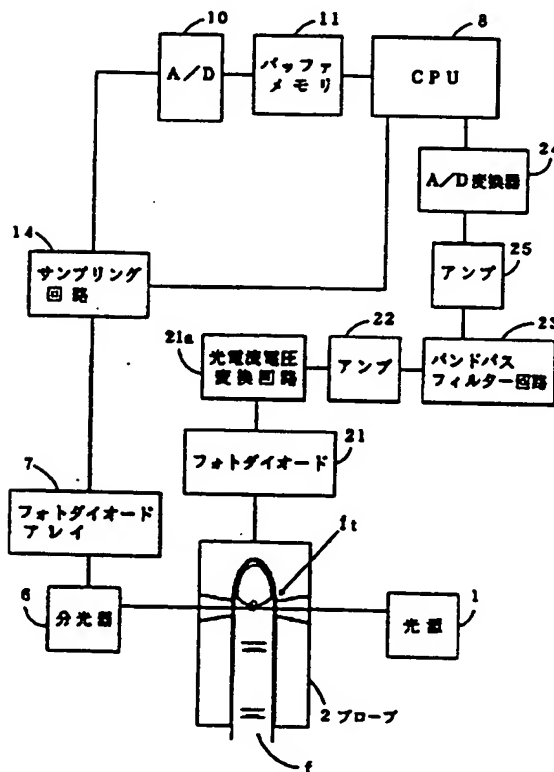 10
11
8
A/D
バッファ
メモリ
CPU
24
A/D変換器
14
25
サンプリング
回路
アンプ
21a
22
23
光電流電圧
変換回路
アンプ
バンドパス
フィルター回路
21
7
フォトダイオード
フォトダイオード
アレイ
ft
6
1
分光器
光源
2 プローブ
f